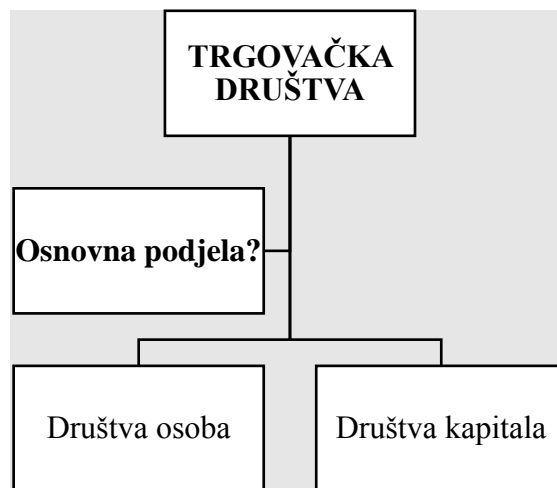 TRGOVAČKA
DRUŠTVA
Osnovna podjela?
Društva osoba
Društva kapitala